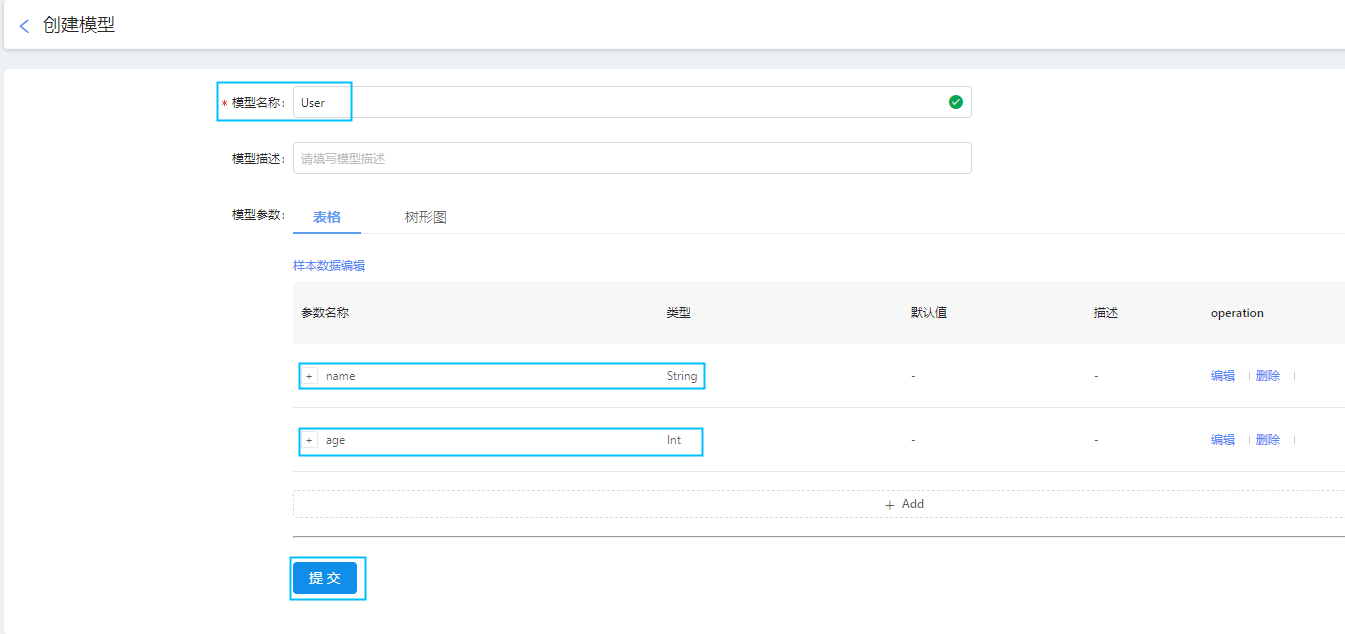 创建模型
* 模型名称: User
模型描述: 请填写模型描述
模型参数: 表格 树形图
样本数据编辑
参数名称 类型 默认值 描述 operation
+ name String - - 编辑 删除
+ age Int - - 编辑 删除
+ Add
提 交